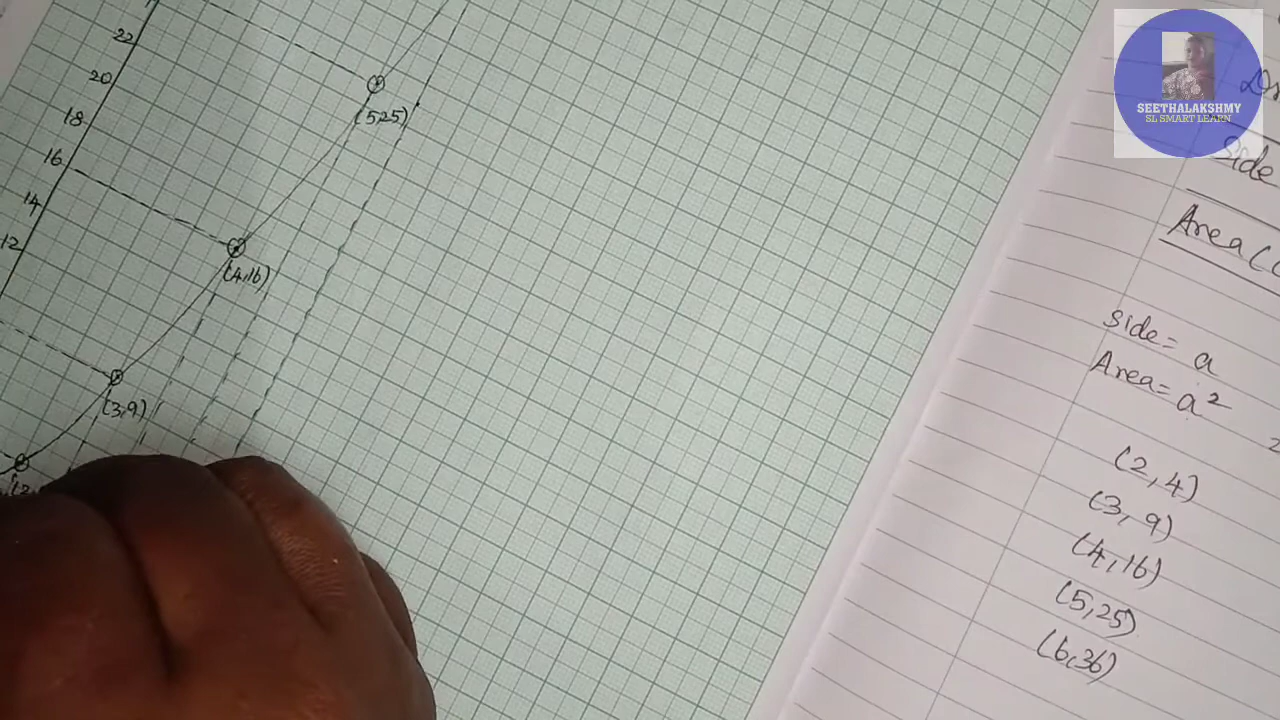 22
20
18
16
14
12
(5,25)
(4,16)
(3,9)
SEETHALAKSHMY
SL SMART LEARN
Side
Area (
side = a
Area = a²
(2, 4)
(3, 9)
(4, 16)
(5, 25)
(6, 36)